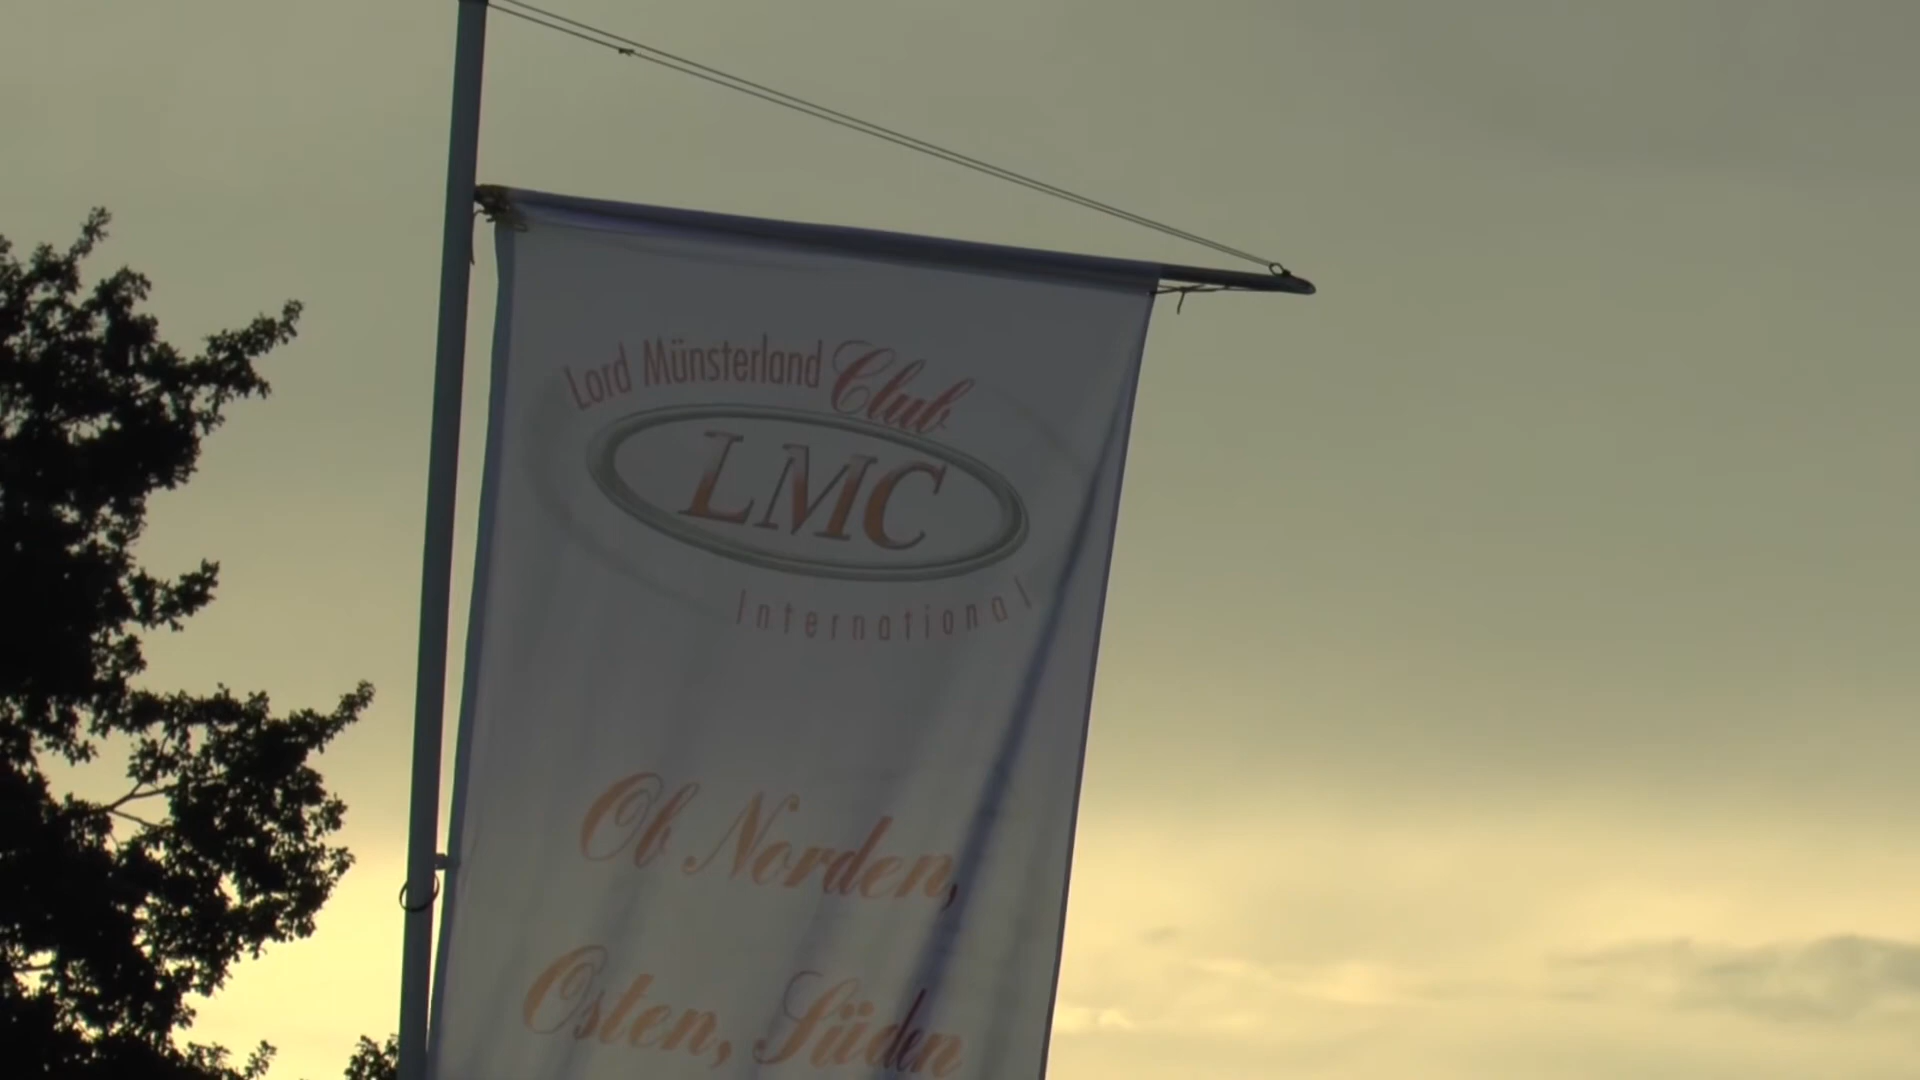 Lord Münsterland Club
LMC
International
Ob Norden,
Osten, Süden